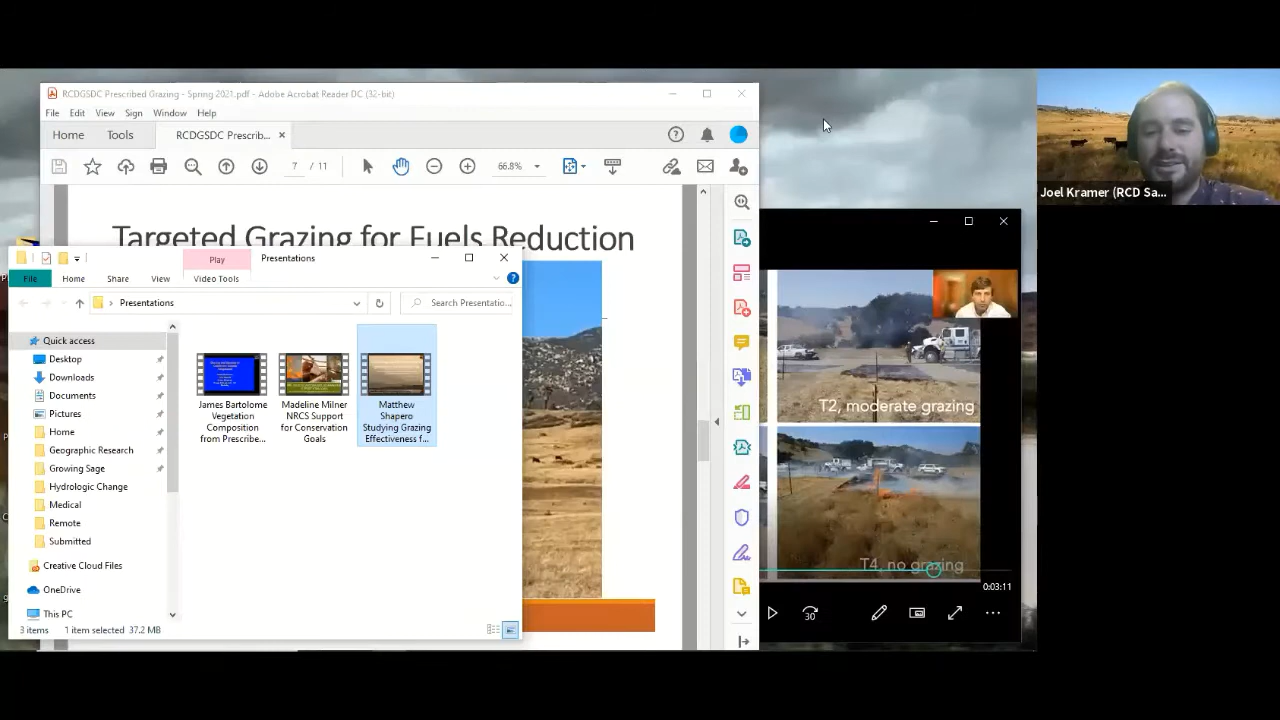 RCDGSDC Prescribed Grazing - Spring 2021.pdf - Adobe Acrobat Reader DC (32-bit)
File Edit View Sign Window Help
Home Tools RCDGSDC Prescrib... ×
7 / 11
66.8%
Targeted Grazing for Fuels Reduction
Play Presentations
File Home Share View Video Tools
Presentations
Search Presentatio...
Quick access
Desktop
Downloads
Documents
Pictures
Home
Geographic Research
Growing Sage
Hydrologic Change
Medical
Remote
Submitted
Creative Cloud Files
OneDrive
This PC
3 items 1 item selected 37.2 MB
James Bartolome
Vegetation
Composition
from Prescribe...
Madeline Milner
NRCS Support
for Conservation
Goals
Matthew
Shapero
Studying Grazing
Effectiveness f...
T2, moderate grazing
T4, no grazing
0:03:11
30
Joel Kramer (RCD Sa...